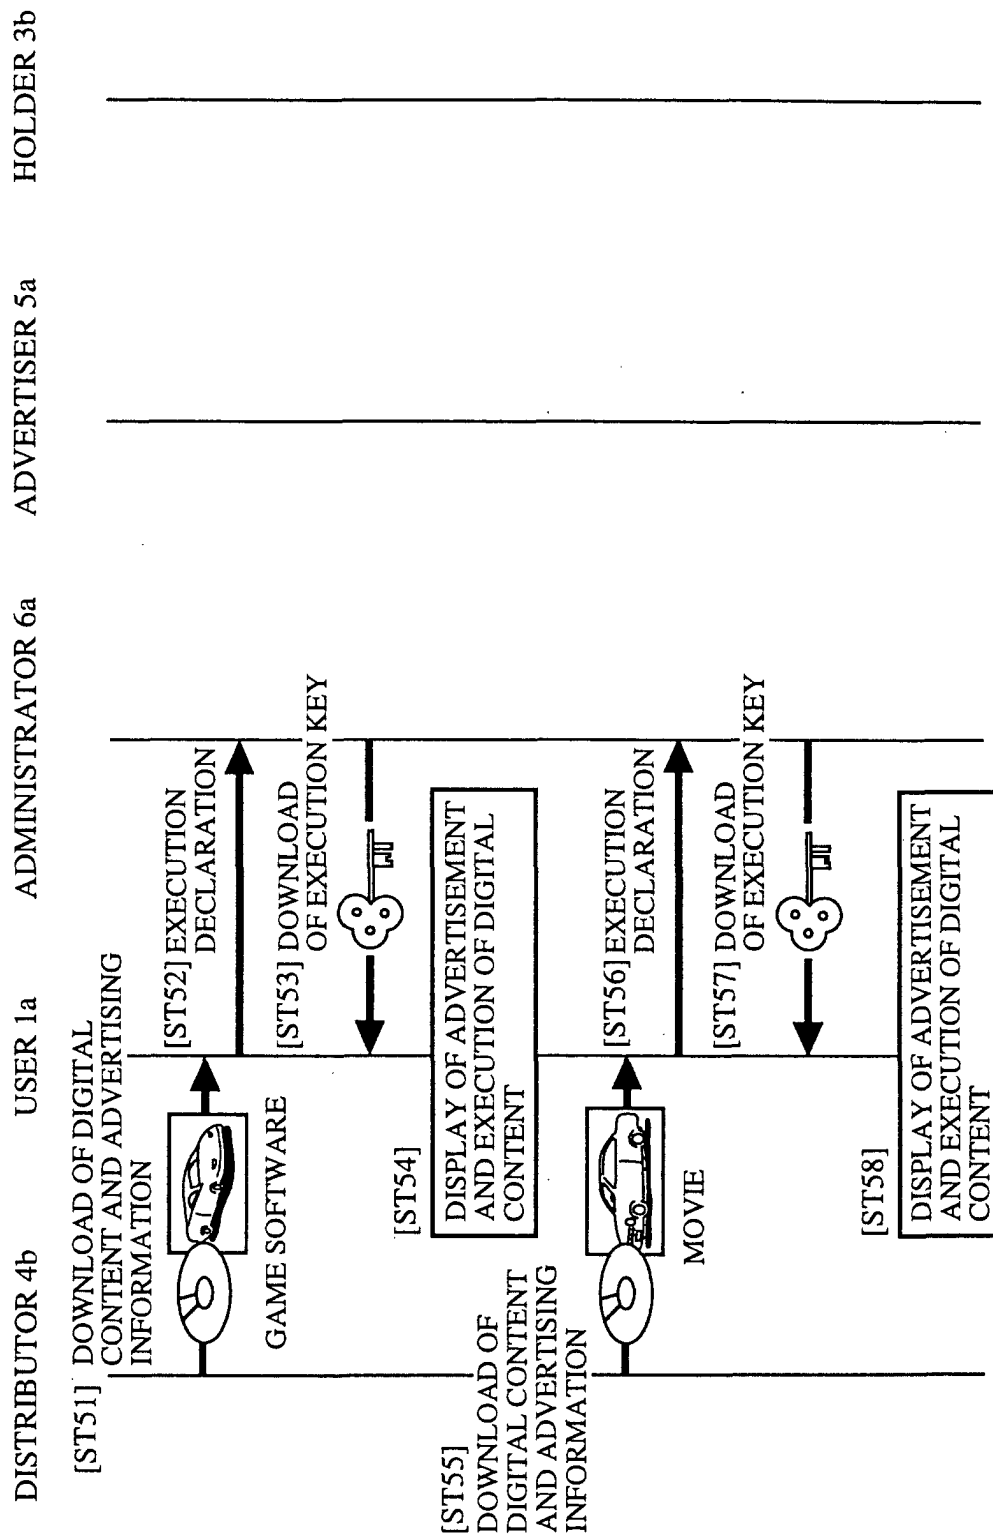 DISTRIBUTOR 4b
USER 1a
ADMINISTRATOR 6a
ADVERTISER 5a
HOLDER 3b
[ST51] DOWNLOAD OF DIGITAL
CONTENT AND ADVERTISING
INFORMATION
GAME SOFTWARE
[ST52] EXECUTION
DECLARATION
[ST53] DOWNLOAD
OF EXECUTION KEY
[ST54]
DISPLAY OF ADVERTISEMENT
AND EXECUTION OF DIGITAL
CONTENT
[ST55]
DOWNLOAD OF
DIGITAL CONTENT
AND ADVERTISING
INFORMATION
MOVIE
[ST56] EXECUTION
DECLARATION
[ST57] DOWNLOAD
OF EXECUTION KEY
[ST58]
DISPLAY OF ADVERTISEMENT
AND EXECUTION OF DIGITAL
CONTENT